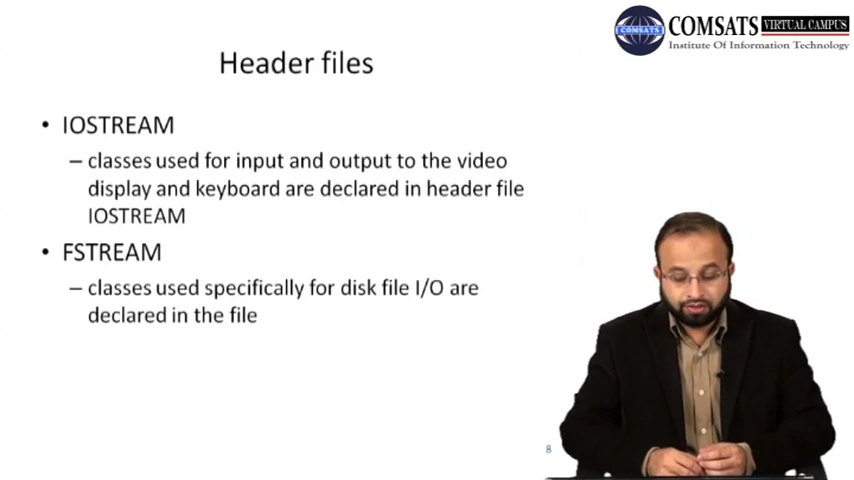 COMSATS
COMSATS VIRTUAL CAMPUS
Institute Of Information Technology
Header files
• IOSTREAM
– classes used for input and output to the video
display and keyboard are declared in header file
IOSTREAM
• FSTREAM
– classes used specifically for disk file I/O are
declared in the file
8